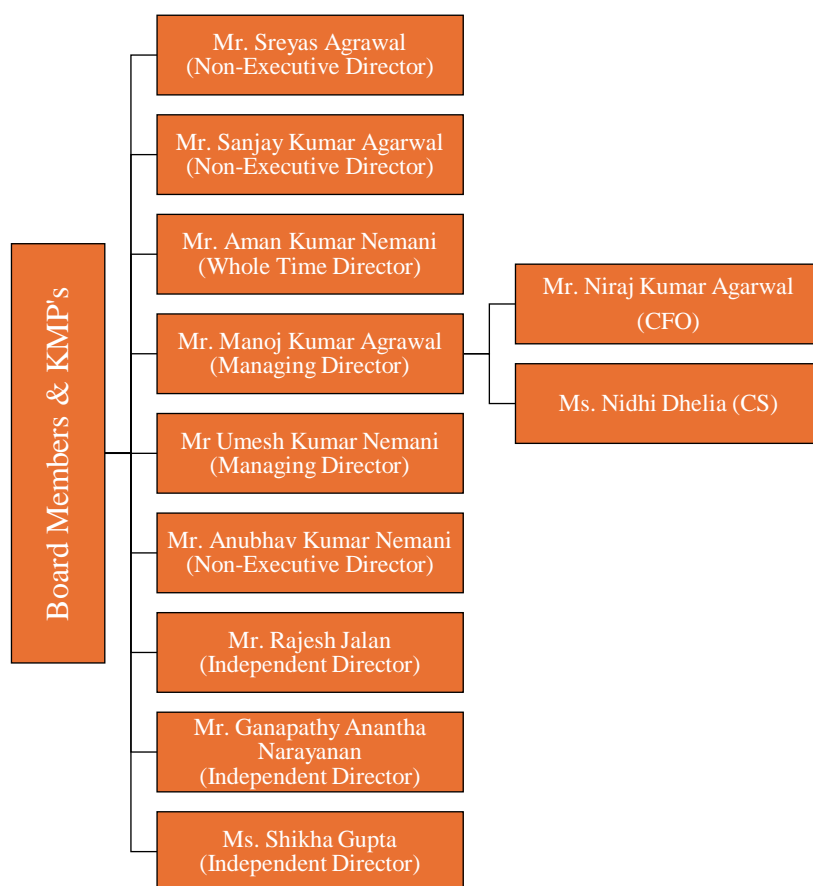 Board Members & KMP's
Mr. Sreyas Agrawal
(Non-Executive Director)
Mr. Sanjay Kumar Agarwal
(Non-Executive Director)
Mr. Aman Kumar Nemani
(Whole Time Director)
Mr. Manoj Kumar Agrawal
(Managing Director)
Mr. Niraj Kumar Agarwal
(CFO)
Ms. Nidhi Dhelia (CS)
Mr Umesh Kumar Nemani
(Managing Director)
Mr. Anubhav Kumar Nemani
(Non-Executive Director)
Mr. Rajesh Jalan
(Independent Director)
Mr. Ganapathy Anantha
Narayanan
(Independent Director)
Ms. Shikha Gupta
(Independent Director)